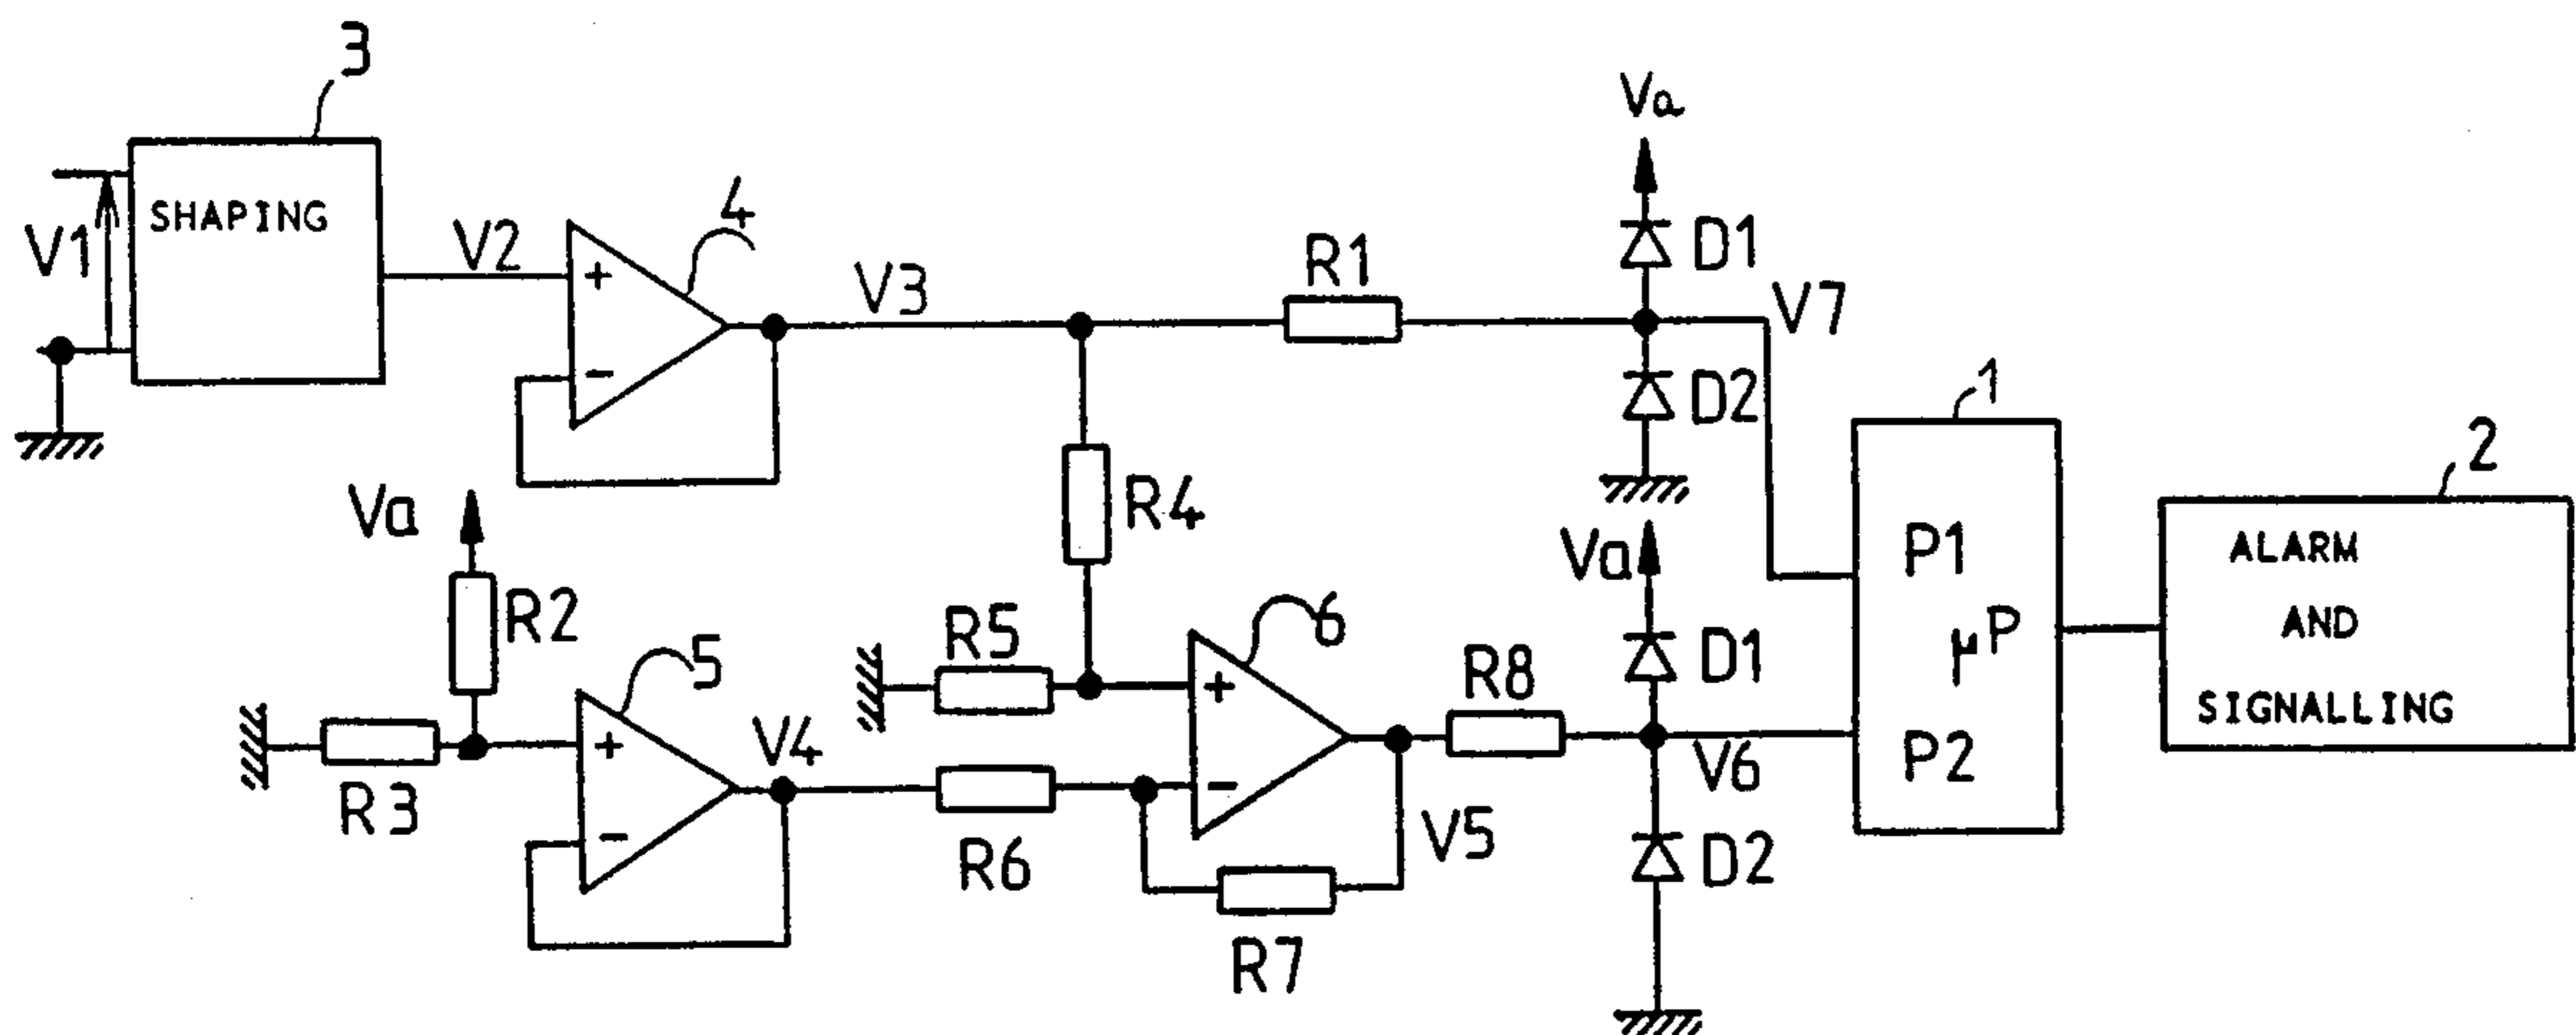 3
Va
SHAPING
4
V1
V2
V3
R1
D1
V7
+
-
D2
1
2
Va
R4
Va
P1
ALARM
R2
R5
6
D1
µP
AND
5
R8
SIGNALLING
+
+
V4
V6
P2
R3
-
-
R6
V5
D2
R7